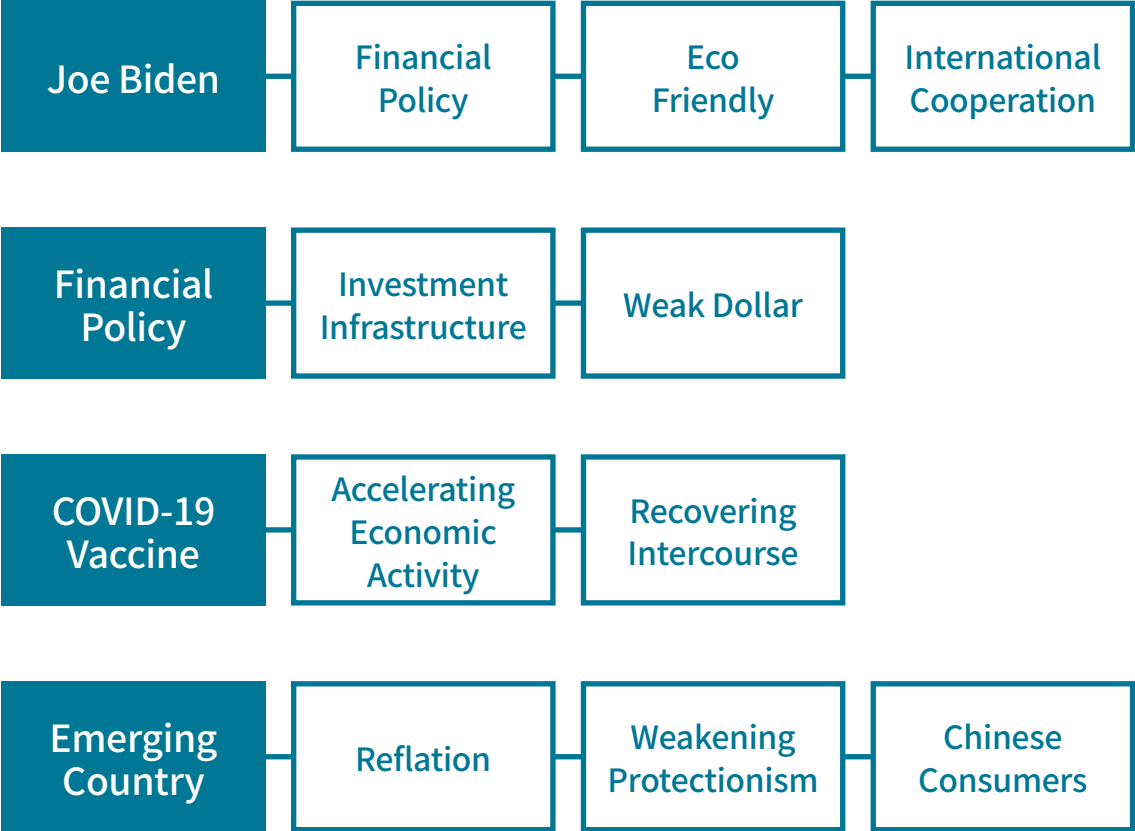 Joe Biden
Financial
Policy
Eco
Friendly
International
Cooperation
Financial
Policy
Investment
Infrastructure
Weak Dollar
COVID-19
Vaccine
Accelerating
Economic
Activity
Recovering
Intercourse
Emerging
Country
Reflation
Weakening
Protectionism
Chinese
Consumers